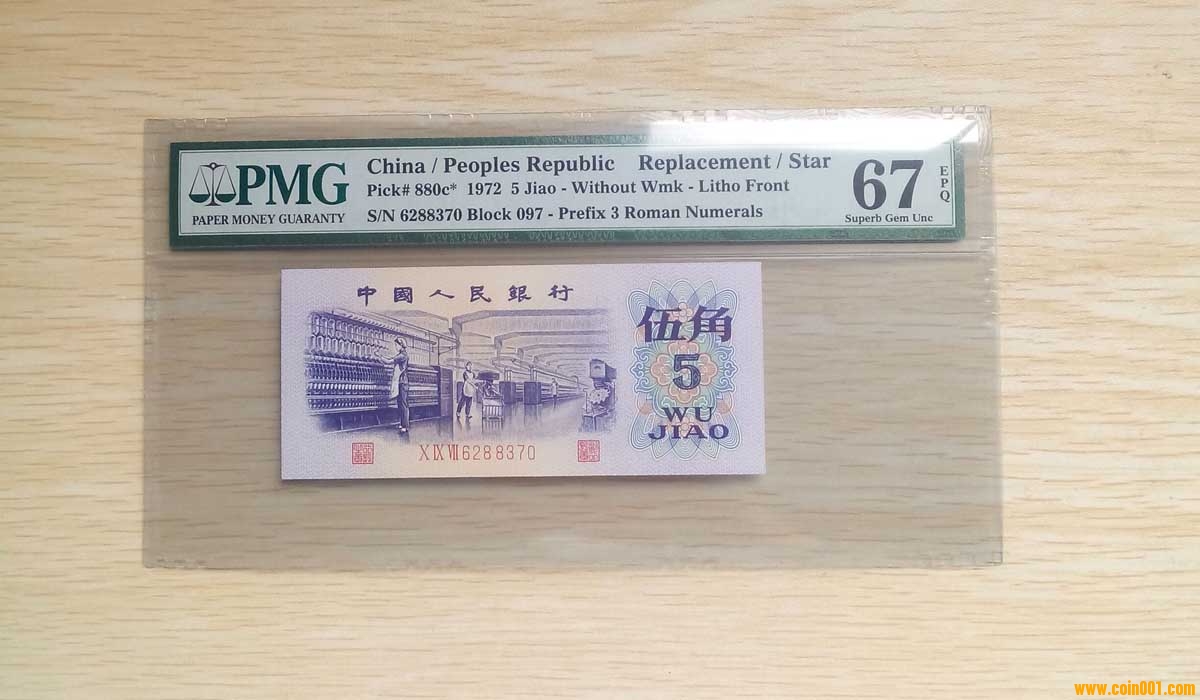 PMG
PAPER MONEY GUARANTY
China / Peoples Republic Replacement / Star
Pick# 880c* 1972 5 Jiao - Without Wmk - Litho Front
S/N 6288370 Block 097 - Prefix 3 Roman Numerals
67
Superb Gem Unc
EPQ
中國人民銀行
伍角
5
WU
JIAO
X IX VII 6288370
www.coin001.com